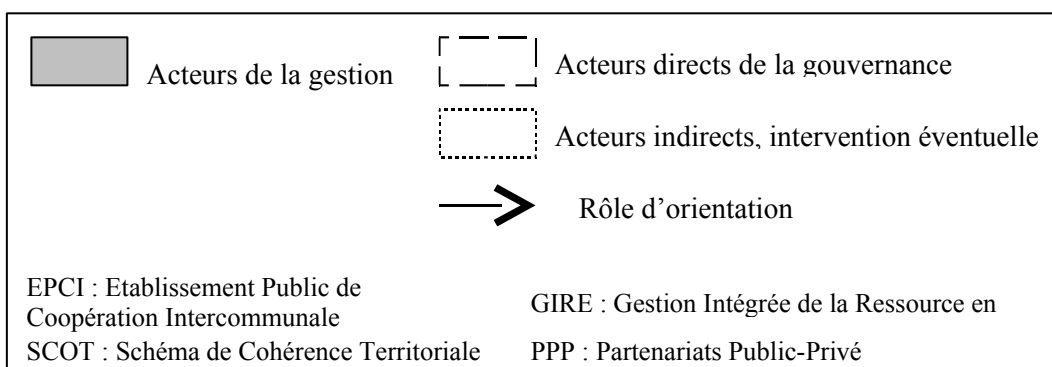 Acteurs de la gestion
Acteurs directs de la gouvernance
Acteurs indirects, intervention éventuelle
Rôle d’orientation
EPCI : Etablissement Public de
Coopération Intercommunale
GIRE : Gestion Intégrée de la Ressource en
SCOT : Schéma de Cohérence Territoriale
PPP : Partenariats Public-Privé